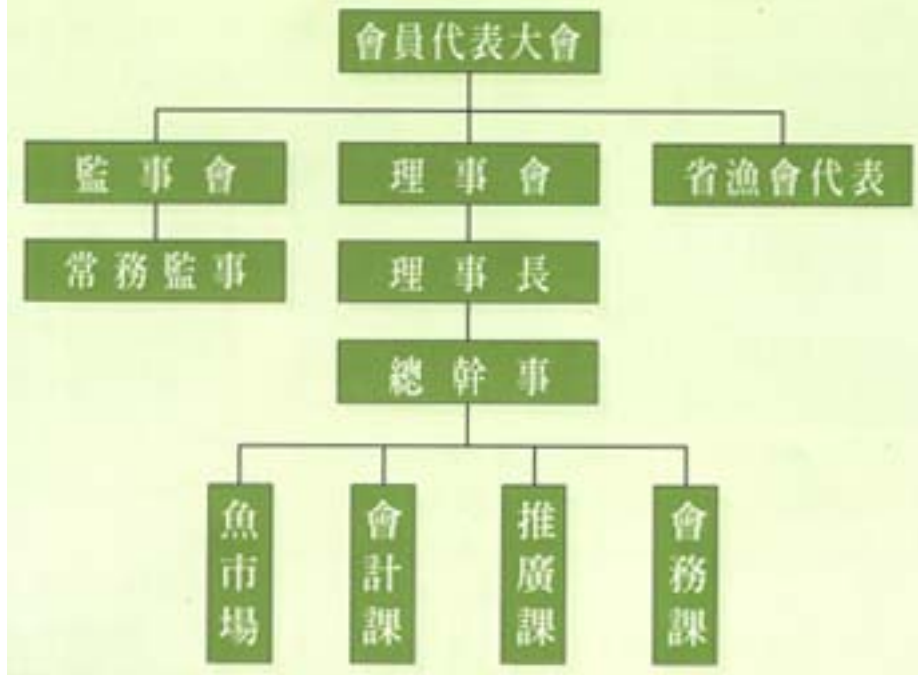 會員代表大會
監事會
理事會
省漁會代表
常務監事
理事長
總幹事
魚市場
會計課
推廣課
會務課